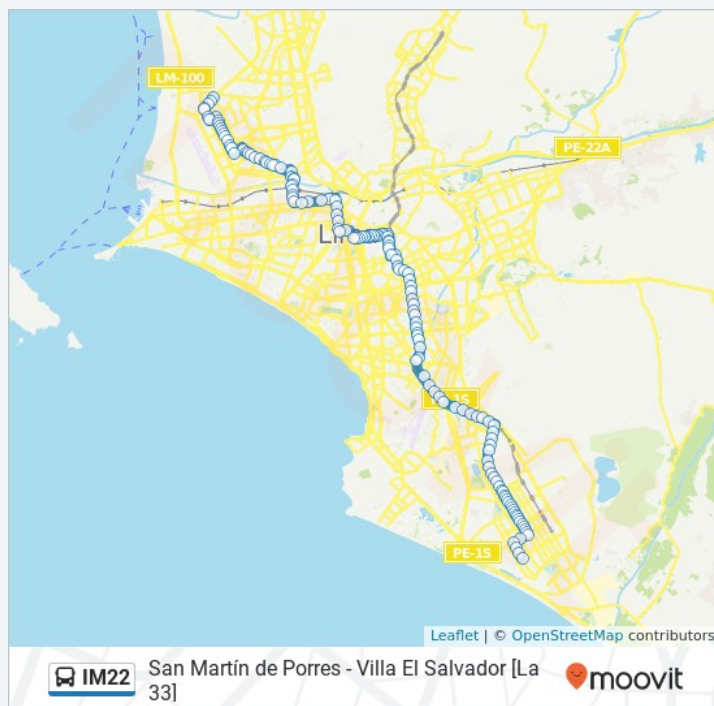 LM-100
PE-22A
Li
1S
PE-1S
Leaflet | © OpenStreetMap contributors
IM22
San Martín de Porres - Villa El Salvador [La
33]
moovit